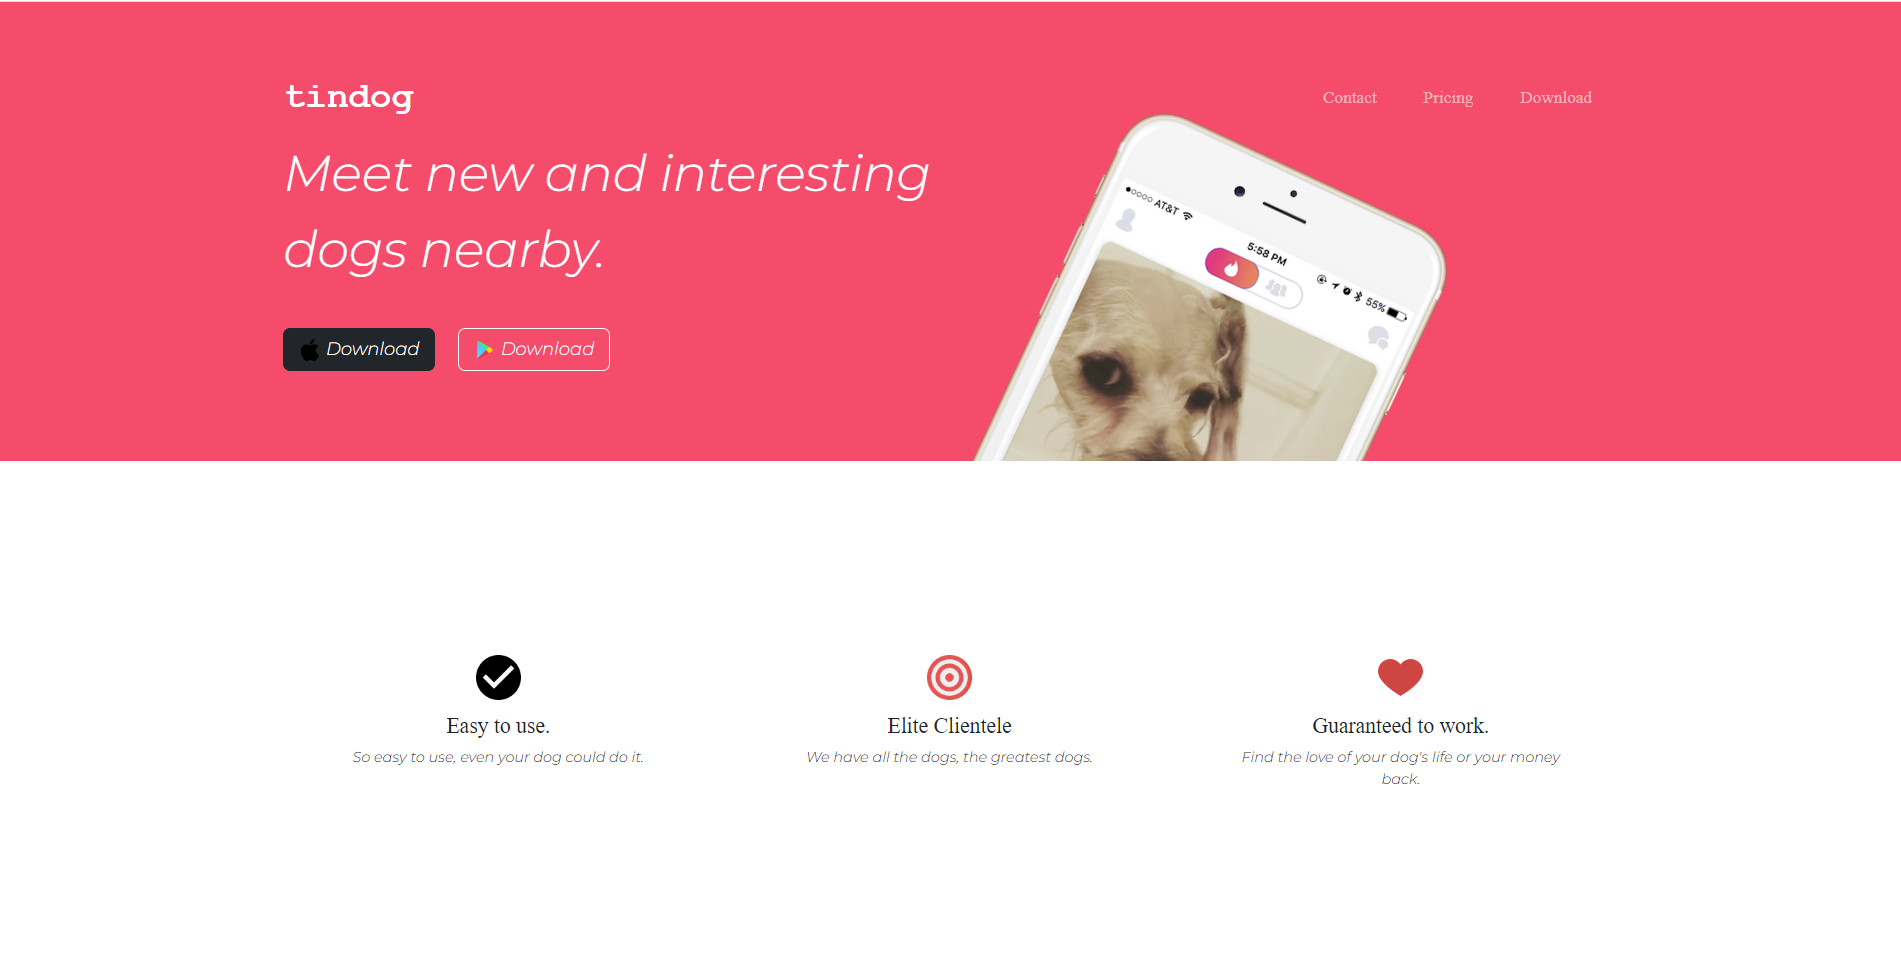 tindog
Contact Pricing Download
Meet new and interesting
dogs nearby.
Download Download
AT&T
5:58 PM
55%
Easy to use.
So easy to use, even your dog could do it.
Elite Clientele
We have all the dogs, the greatest dogs.
Guaranteed to work.
Find the love of your dog's life or your money
back.